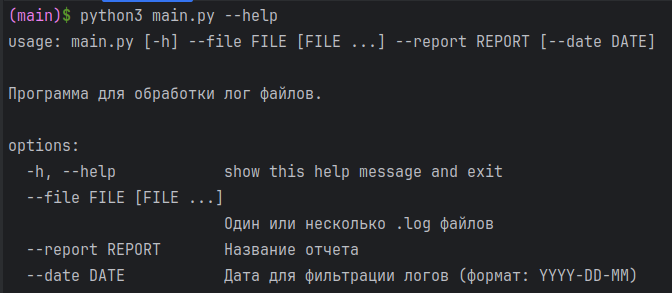 (main)$ python3 main.py --help
usage: main.py [-h] --file FILE [FILE ...] --report REPORT [--date DATE]
Программа для обработки лог файлов.
options:
-h, --help show this help message and exit
--file FILE [FILE ...]
Один или несколько .log файлов
--report REPORT Название отчета
--date DATE Дата для фильтрации логов (формат: YYYY-DD-MM)